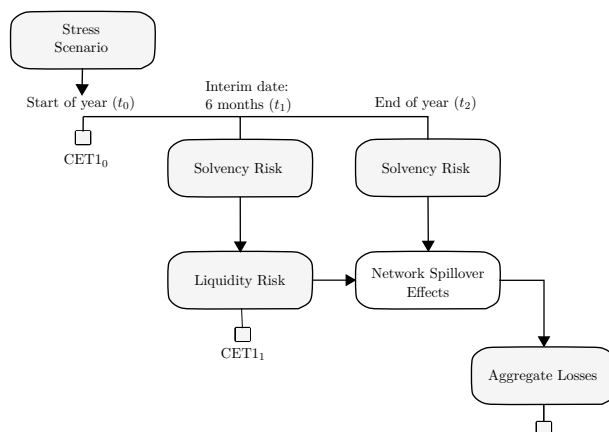 Stress
Scenario
Start of year (t₀)
Interim date:
6 months (t₁)
End of year (t₂)
CET1₀
Solvency Risk
Solvency Risk
Liquidity Risk
Network Spillover
Effects
CET1₁
Aggregate Losses